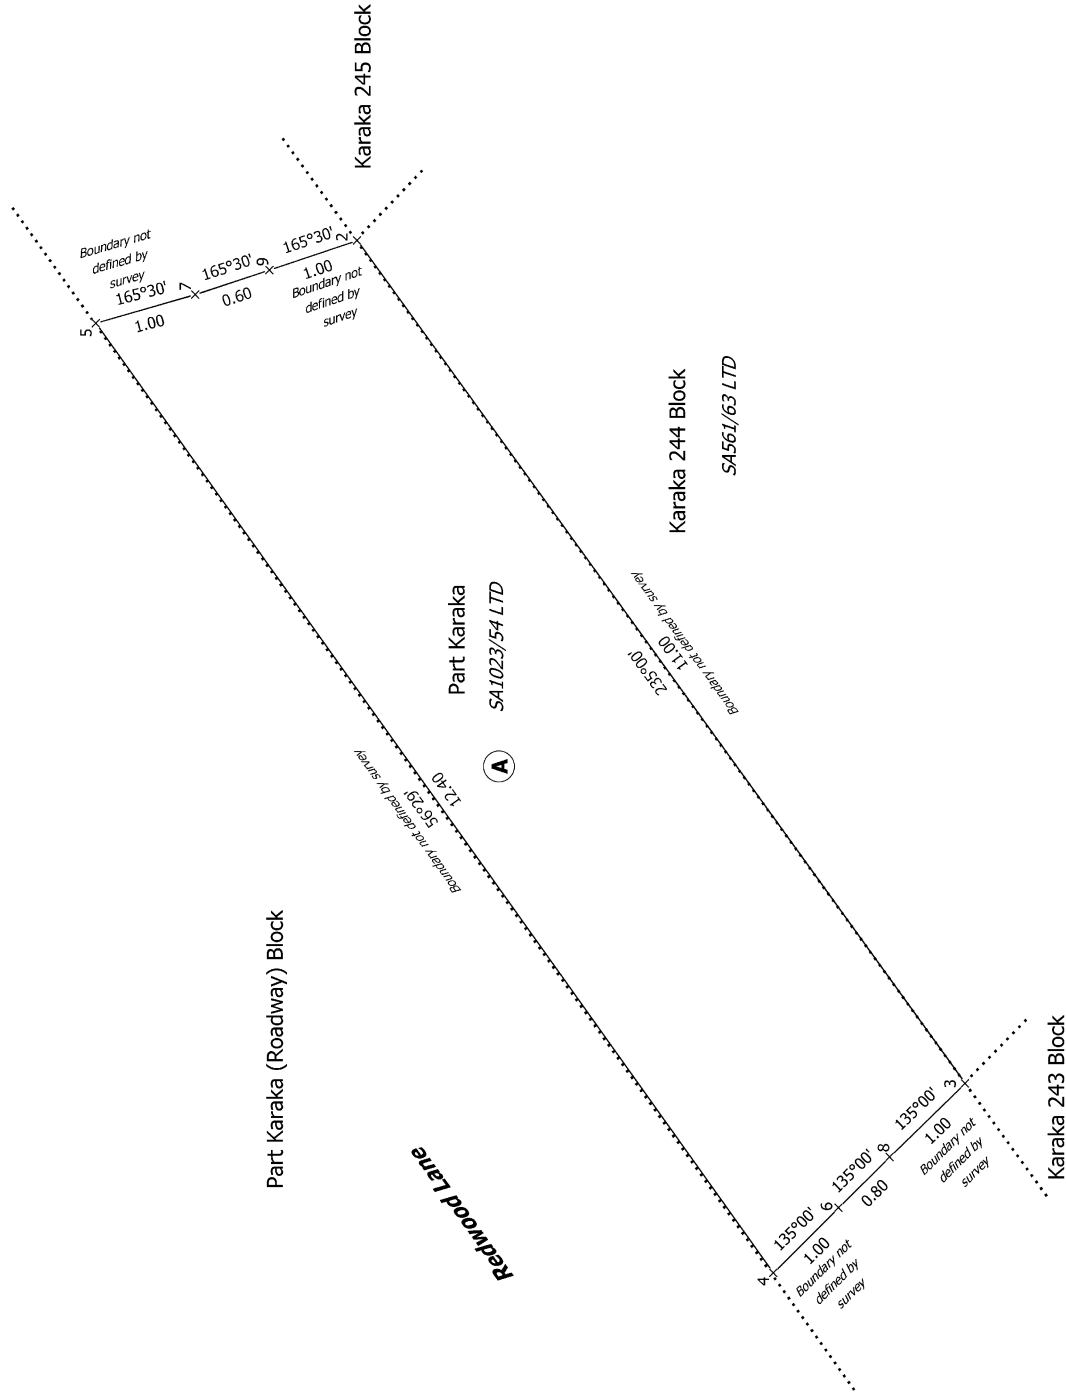 Karaka 245 Block
Boundary not
defined by
survey
5
165°30'
1.00
7
165°30'
0.60
9
165°30'
1.00
2
Boundary not
defined by
survey
Karaka 244 Block
SA561/63 LTD
Part Karaka
SA1023/54 LTD
A
235°00'
11.00
Boundary not defined by survey
56°29'
12.40
Boundary not defined by survey
Part Karaka (Roadway) Block
Redwood Lane
4
135°00'
1.00
Boundary not
defined by
survey
6
135°00'
0.80
8
135°00'
1.00
3
Boundary not
defined by
survey
Karaka 243 Block